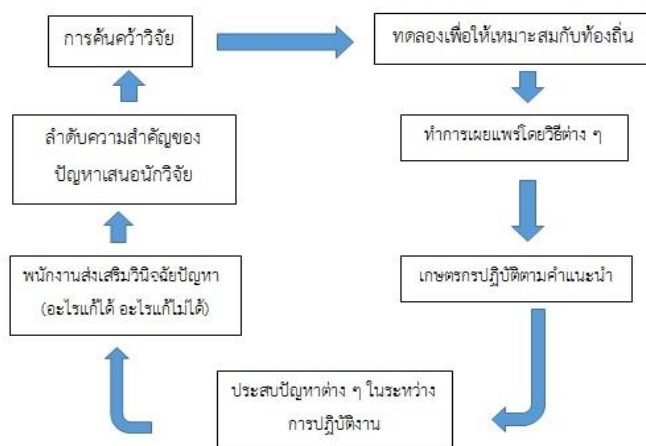 การค้นคว้าวิจัย
ทดลองเพื่อให้เหมาะสมกับท้องถิ่น
ทำการเผยแพร่โดยวิธีต่าง ๆ
เกษตรกรปฏิบัติตามคำแนะนำ
ประสบปัญหาต่าง ๆ ในระหว่าง
การปฏิบัติงาน
พนักงานส่งเสริมวินิจฉัยปัญหา
(อะไรแก้ได้ อะไรแก้ไม่ได้)
ลำดับความสำคัญของ
ปัญหาเสนอนักวิจัย